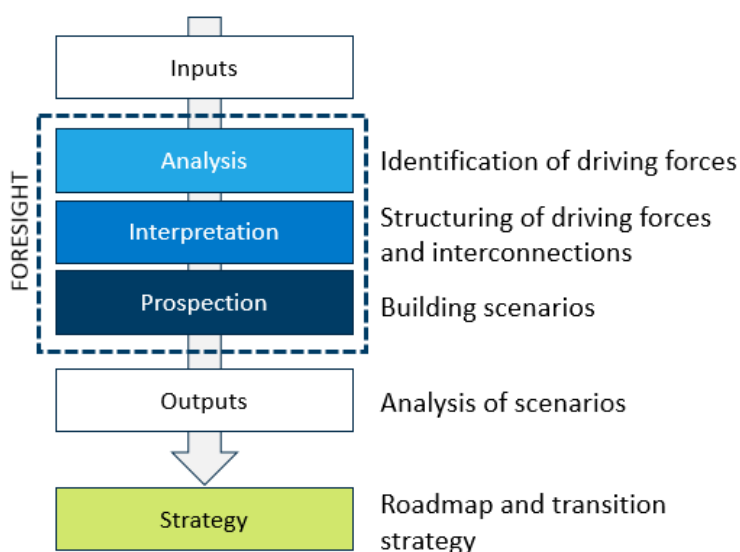 Inputs
FORESIGHT
Analysis
Identification of driving forces
Interpretation
Structuring of driving forces
and interconnections
Prospection
Building scenarios
Outputs
Analysis of scenarios
Strategy
Roadmap and transition
strategy